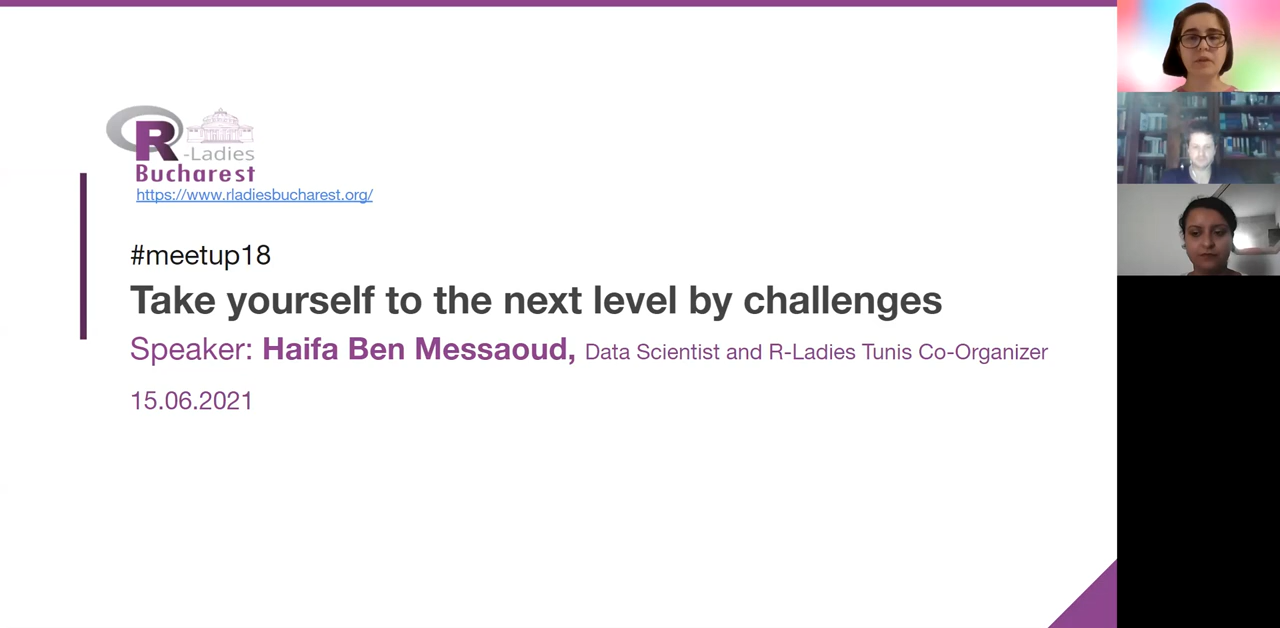 R-Ladies
Bucharest
https://www.rladiesbucharest.org/
#meetup18
Take yourself to the next level by challenges
Speaker: Haifa Ben Messaoud, Data Scientist and R-Ladies Tunis Co-Organizer
15.06.2021